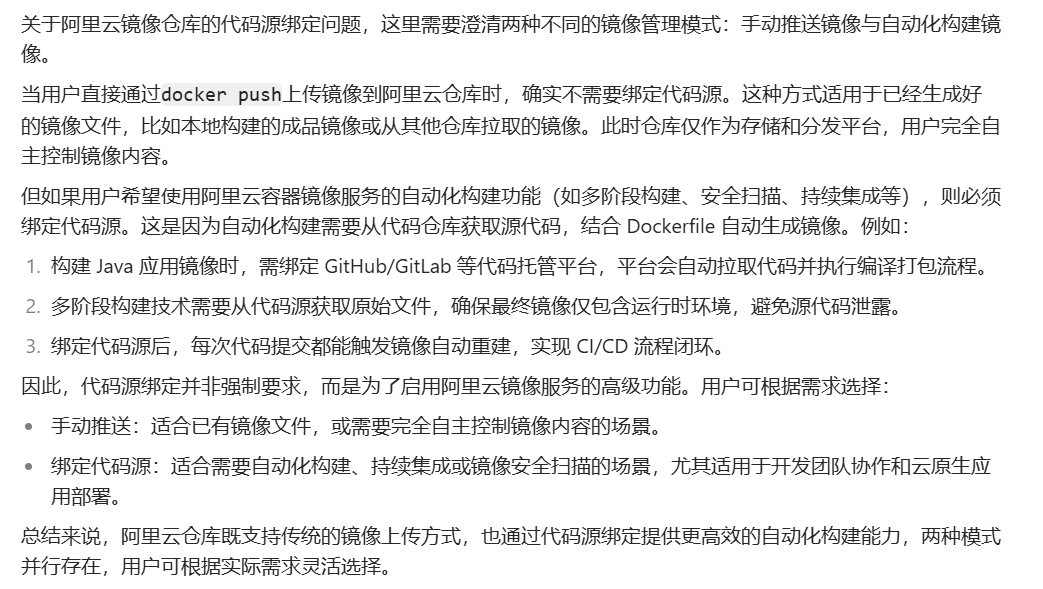 关于阿里云镜像仓库的代码源绑定问题，这里需要澄清两种不同的镜像管理模式：手动推送镜像与自动化构建镜
像。
当用户直接通过docker push上传镜像到阿里云仓库时，确实不需要绑定代码源。这种方式适用于已经生成好
的镜像文件，比如本地构建的成品镜像或从其他仓库拉取的镜像。此时仓库仅作为存储和分发平台，用户完全自
主控制镜像内容。
但如果用户希望使用阿里云容器镜像服务的自动化构建功能（如多阶段构建、安全扫描、持续集成等），则必须
绑定代码源。这是因为自动化构建需要从代码仓库获取源代码，结合 Dockerfile 自动生成镜像。例如：
1. 构建 Java 应用镜像时，需绑定 GitHub/GitLab 等代码托管平台，平台会自动拉取代码并执行编译打包流程。
2. 多阶段构建技术需要从代码源获取原始文件，确保最终镜像仅包含运行时环境，避免源代码泄露。
3. 绑定代码源后，每次代码提交都能触发镜像自动重建，实现 CI/CD 流程闭环。
因此，代码源绑定并非强制要求，而是为了启用阿里云镜像服务的高级功能。用户可根据需求选择：
• 手动推送：适合已有镜像文件，或需要完全自主控制镜像内容的场景。
• 绑定代码源：适合需要自动化构建、持续集成或镜像安全扫描的场景，尤其适用于开发团队协作和云原生应
用部署。
总结来说，阿里云仓库既支持传统的镜像上传方式，也通过代码源绑定提供更高效的自动化构建能力，两种模式
并行存在，用户可根据实际需求灵活选择。